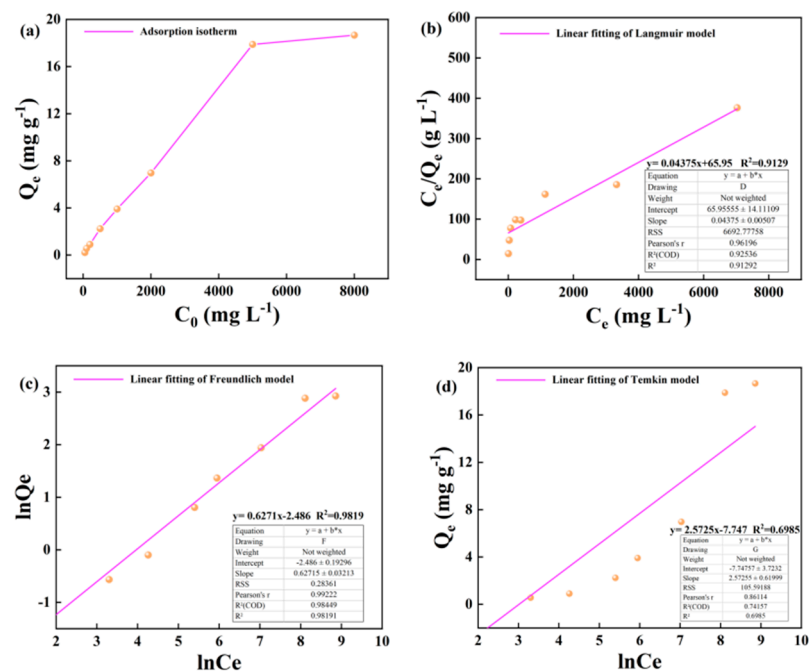 (a)
Adsorption isotherm
20
16
12
8
4
0
Qe (mg g-1)
0 2000 4000 6000 8000
C0 (mg L-1)
(b)
Linear fitting of Langmuir model
600
500
400
300
200
100
0
Ce/Qe (g L-1)
y= 0.04375x+65.95 R2=0.9129
Equation y = a + b*x
Drawing D
Weight Not weighted
Intercept 65.95555 ± 14.11109
Slope 0.04375 ± 0.00507
RSS 6692.77758
Pearson's r 0.96196
R²(COD) 0.92536
R² 0.91292
0 2000 4000 6000 8000
Ce (mg L-1)
(c)
Linear fitting of Freundlich model
3
2
1
0
-1
lnQe
y= 0.6271x-2.486 R2=0.9819
Equation y = a + b*x
Drawing F
Weight Not weighted
Intercept -2.486 ± 0.19296
Slope 0.62715 ± 0.03213
RSS 0.28361
Pearson's r 0.99222
R²(COD) 0.98449
R² 0.98191
2 3 4 5 6 7 8 9 10
lnCe
(d)
Linear fitting of Temkin model
20
16
12
8
4
0
Qe (mg g-1)
y= 2.5725x-7.747 R2=0.6985
Equation y = a + b*x
Drawing G
Weight Not weighted
Intercept -7.74757 ± 3.7232
Slope 2.57255 ± 0.61999
RSS 105.59188
Pearson's r 0.86114
R²(COD) 0.74157
R² 0.6985
2 3 4 5 6 7 8 9 10
lnCe